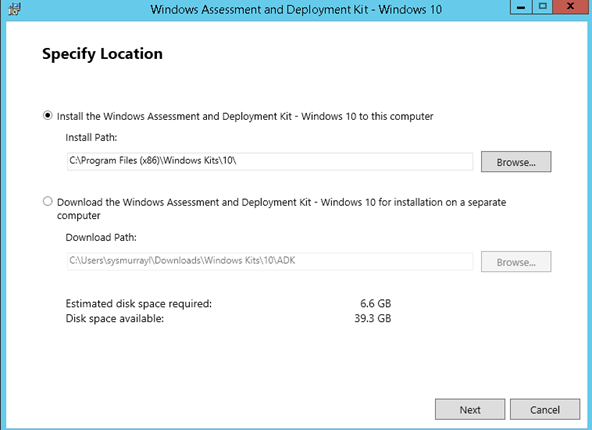 Windows Assessment and Deployment Kit - Windows 10
Specify Location
Install the Windows Assessment and Deployment Kit - Windows 10 to this computer
Install Path:
C:\Program Files (x86)\Windows Kits\10\
Browse...
Download the Windows Assessment and Deployment Kit - Windows 10 for installation on a separate
computer
Download Path:
C:\Users\sysmurrayl\Downloads\Windows Kits\10\ADK
Browse...
Estimated disk space required: 6.6 GB
Disk space available: 39.3 GB
Next Cancel